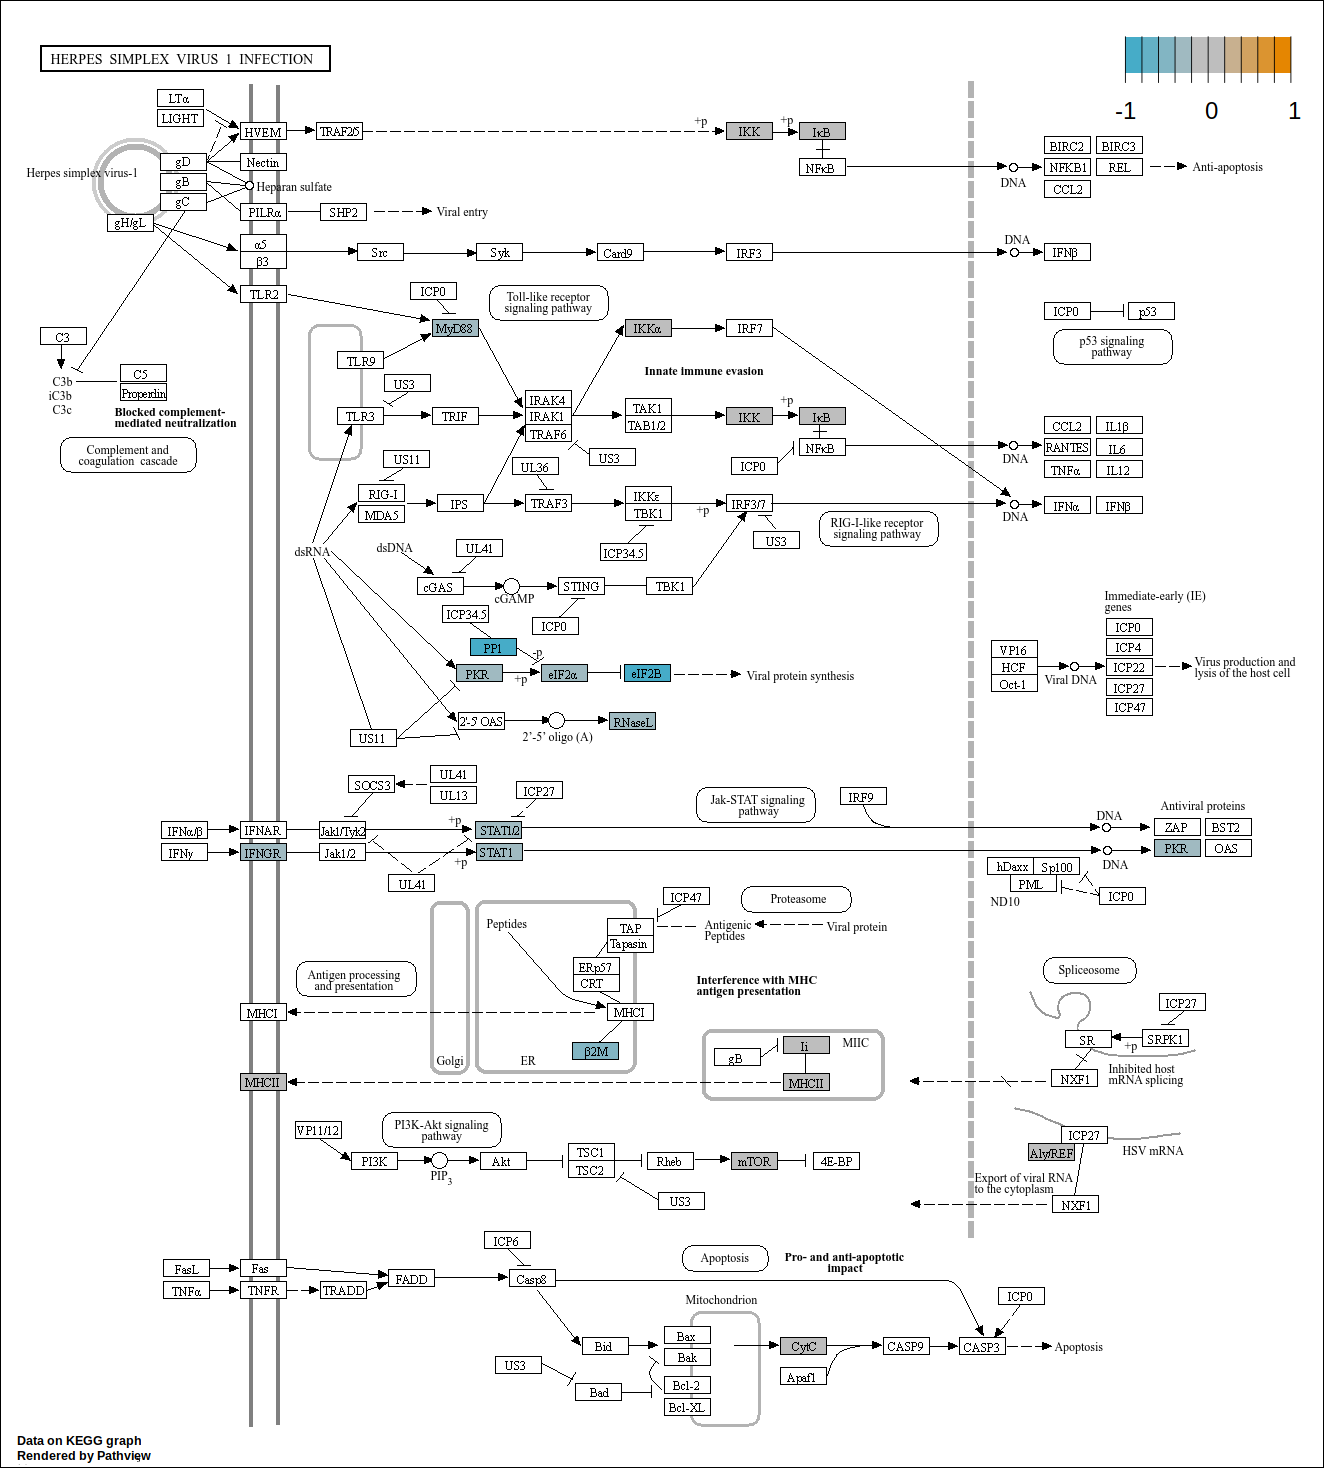 HERPES SIMPLEX VIRUS 1 INFECTION
-1 0 1
LTα
LIGHT
HVEM
TRAF2/5
+p
IKK
+p
IκB
NFκB
DNA
BIRC2
BIRC3
NFKB1
REL
CCL2
Anti-apoptosis
Herpes simplex virus-1
gD
gB
gC
gH/gL
Nectin
Heparan sulfate
PILRα
SHP2
Viral entry
α5
β3
Src
Syk
Card9
IRF3
DNA
IFNβ
TLR2
ICP0
MyD88
Toll-like receptor
signaling pathway
IKKα
IRF7
ICP0
p53
p53 signaling
pathway
C3
C3b
iC3b
C3c
C5
Properdin
Blocked complement-
mediated neutralization
Complement and
coagulation cascade
TLR9
US3
TLR3
TRIF
IRAK4
IRAK1
TRAF6
US3
Innate immune evasion
TAK1
TAB1/2
IKK
+p
IκB
NFκB
ICP0
DNA
CCL2
IL1β
RANTES
IL6
TNFα
IL12
US11
RIG-I
MDA5
IPS
UL36
TRAF3
IKKε
TBK1
+p
IRF3/7
US3
ICP34.5
RIG-I-like receptor
signaling pathway
DNA
IFNα
IFNβ
dsRNA
dsDNA
UL41
cGAS
cGAMP
STING
TBK1
ICP0
ICP34.5
PP1
-p
PKR
+p
eIF2α
eIF2B
Viral protein synthesis
2'-5' OAS
2'-5' oligo (A)
RNaseL
US11
Immediate-early (IE)
genes
VP16
HCF
Oct-1
Viral DNA
ICP0
ICP4
ICP22
ICP27
ICP47
Virus production and
lysis of the host cell
SOCS3
UL41
UL13
ICP27
Jak-STAT signaling
pathway
IRF9
IFNα/β
IFNAR
Jak1/Tyk2
+p
STAT1/2
DNA
Antiviral proteins
ZAP
BST2
IFNγ
IFNGR
Jak1/2
+p
STAT1
DNA
PKR
OAS
UL41
hDaxx
Sp100
PML
ND10
ICP0
ICP47
Proteasome
Peptides
TAP
Tapasin
Antigenic
Peptides
Viral protein
ERp57
CRT
Antigen processing
and presentation
Interference with MHC
antigen presentation
MHCI
MHCI
β2M
Golgi
ER
gB
Ii
MIIC
MHCII
MHCII
Spliceosome
ICP27
SR
+p
SRPK1
NXF1
Inhibited host
mRNA splicing
VP11/12
PI3K-Akt signaling
pathway
PI3K
PIP3
Akt
TSC1
TSC2
Rheb
mTOR
4E-BP
US3
ICP27
Aly/REF
HSV mRNA
Export of viral RNA
to the cytoplasm
NXF1
ICP6
Apoptosis
Pro- and anti-apoptotic
impact
FasL
Fas
FADD
Casp8
TNFα
TNFR
TRADD
Mitochondrion
ICP0
Bid
Bax
Bak
Bcl-2
Bcl-XL
US3
Bad
CytC
Apaf1
CASP9
CASP3
Apoptosis
Data on KEGG graph
Rendered by Pathview